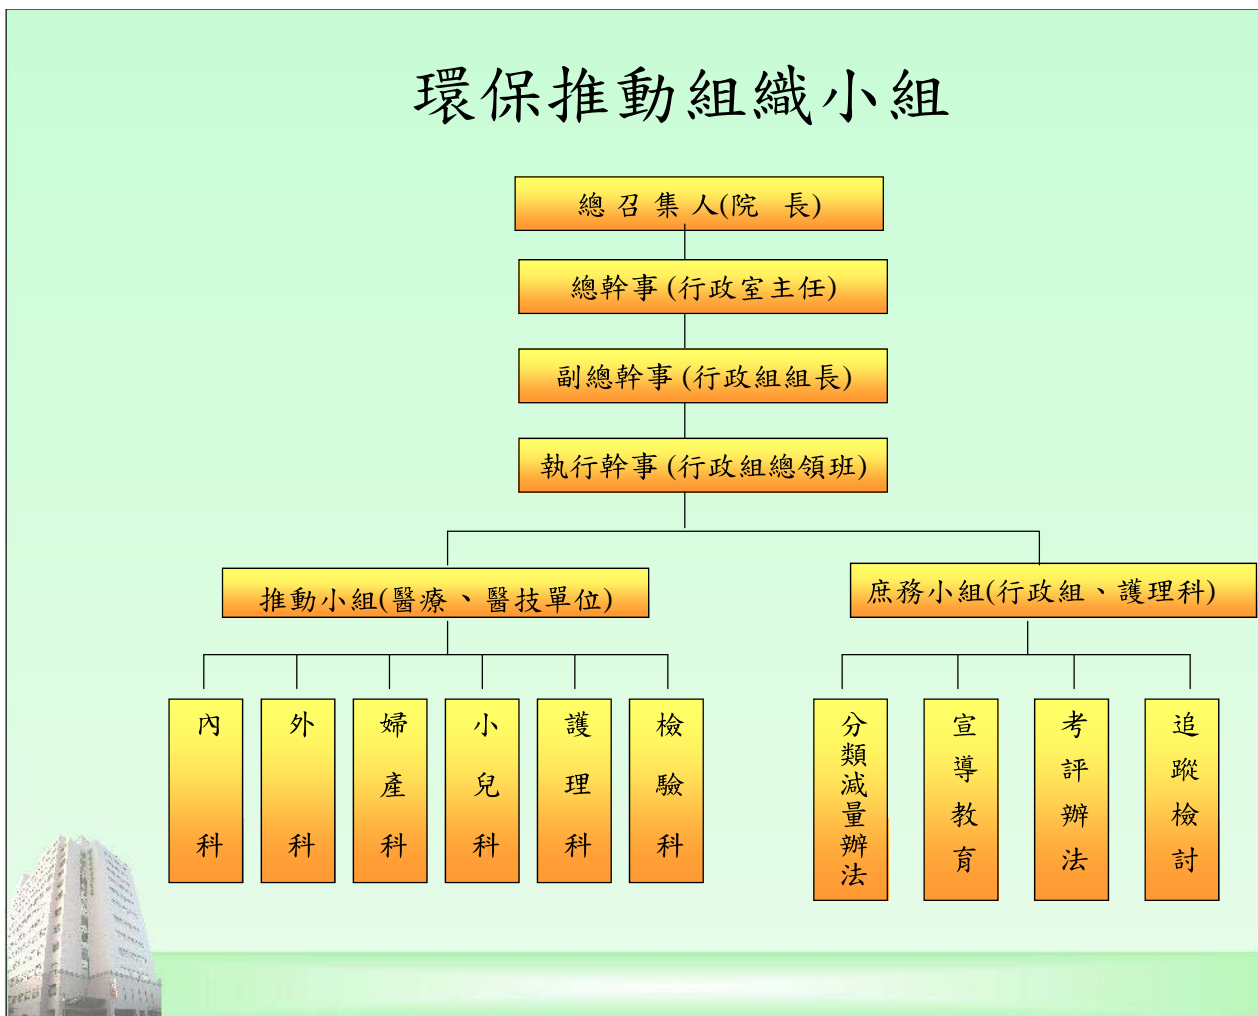 環保推動組織小組
總召集人(院 長)
總幹事(行政室主任)
副總幹事(行政組組長)
執行幹事(行政組總領班)
推動小組(醫療、醫技單位)
庶務小組(行政組、護理科)
內科
外科
婦產科
小兒科
護理科
檢驗科
分類減量辦法
宣導教育
考評辦法
追蹤檢討